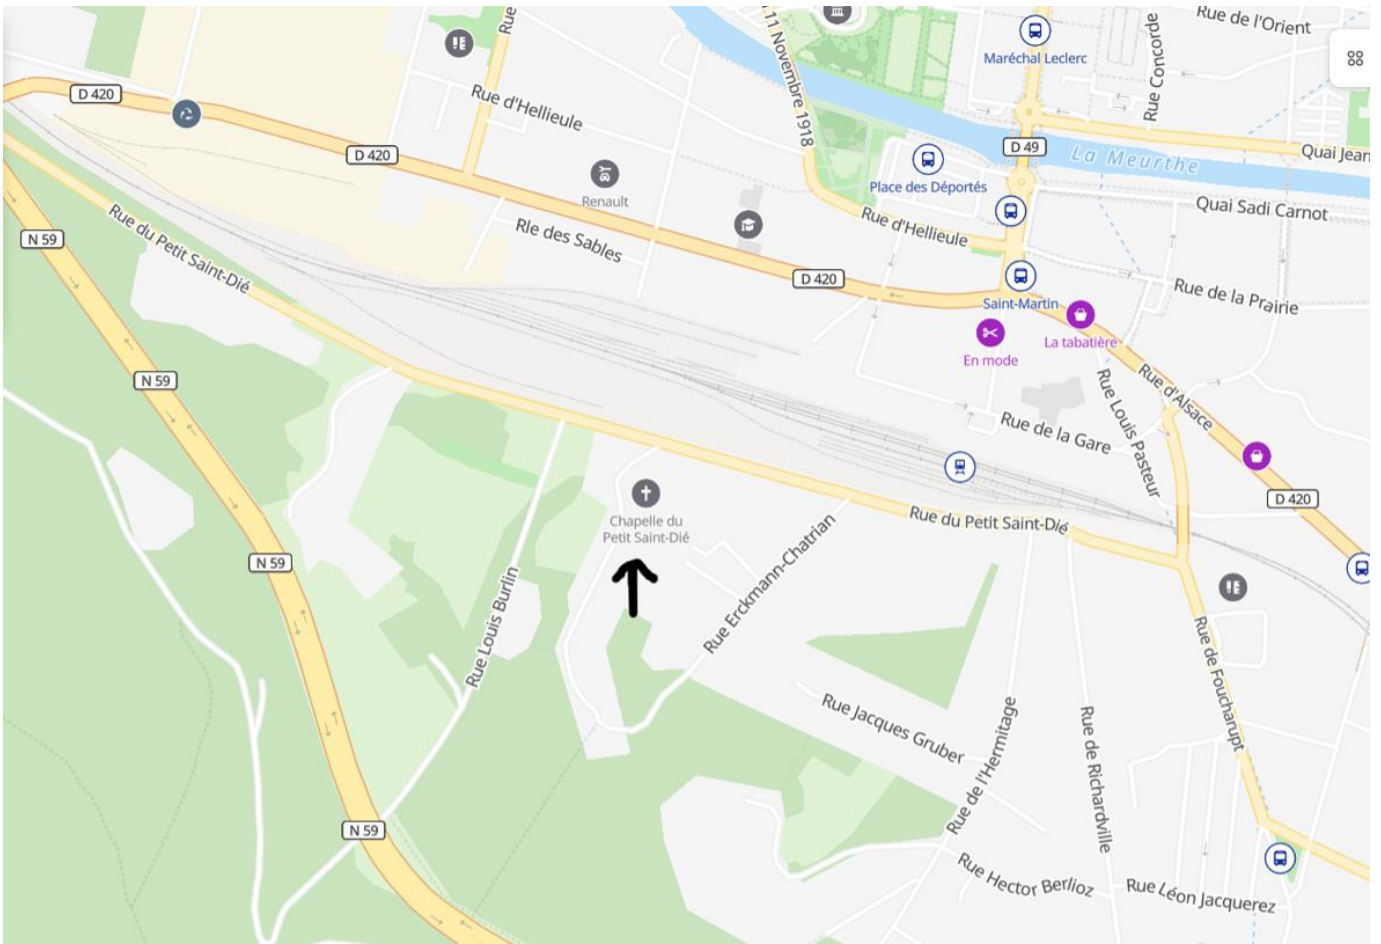 Rue
11 Novembre 1918
Maréchal Leclerc
Rue Concorde
Rue de l'Orient
D 420
Rue d'Hellieule
D 49
La Meurthe
Quai Jean
D 420
Renault
Place des Déportés
Quai Sadi Carnot
N 59
Rue du Petit Saint-Dié
Rle des Sables
Rue d'Hellieule
D 420
Saint-Martin
Rue de la Prairie
En mode
La tabatière
N 59
Rue Louis Pasteur
Rue d'Alsace
Rue de la Gare
D 420
Chapelle du
Petit Saint-Dié
Rue du Petit Saint-Dié
N 59
Rue Louis Burlin
Rue Erckmann-Chatrian
Rue de Foucharupt
Rue Jacques Gruber
Rue de l'Hermitage
Rue de Richardville
N 59
Rue Hector Berlioz
Rue Léon Jacquerez